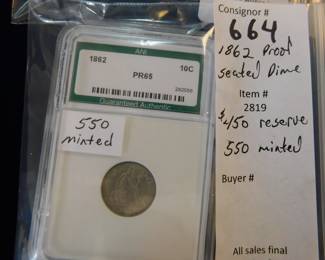 ANI
1862
10C
PR65
Guaranteed Authentic
550
minted
Consignor #
664
1862 Proof
seated Dime
Item #
2819
$450 reserve
550 minted
Buyer #
All sales final